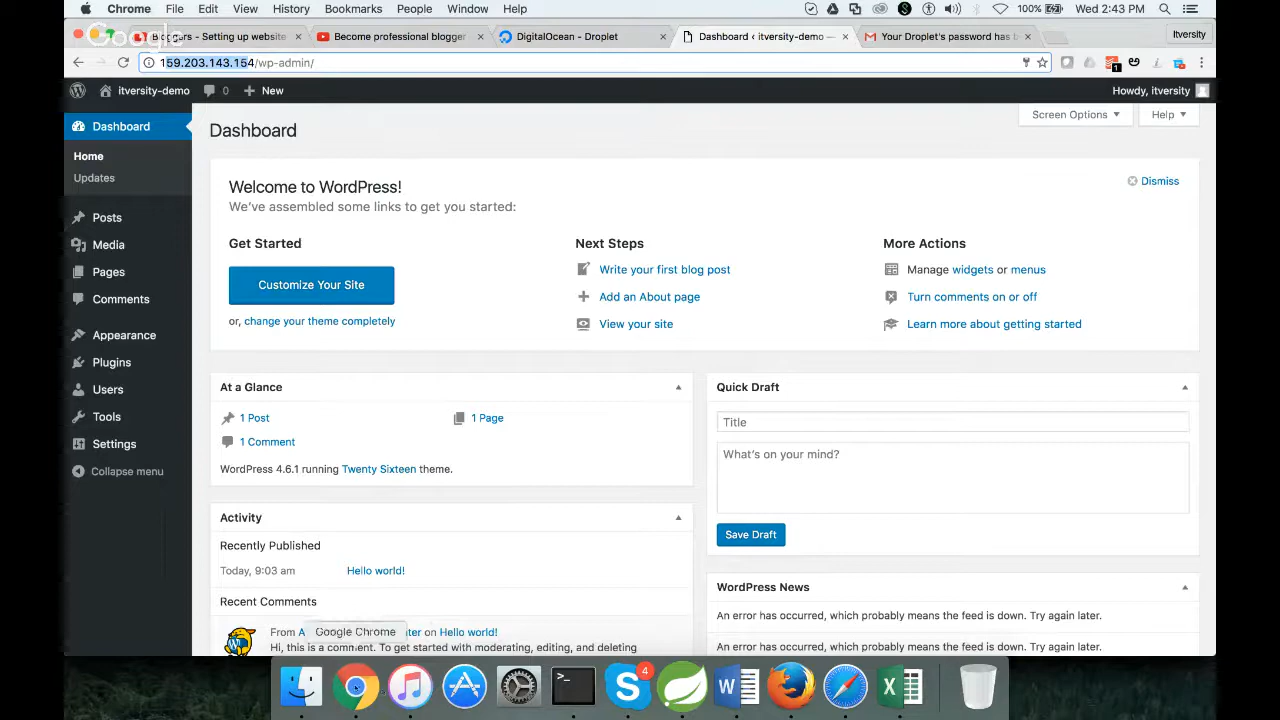 Chrome File Edit View History Bookmarks People Window Help 100% Wed 2:43 PM
Google
Bloggers - Setting up website × Become professional blogger × DigitalOcean - Droplet × Dashboard ‹ itversity-demo — × Your Droplet's password has b × Itversity
159.203.143.154/wp-admin/ 1
itversity-demo 0 New Howdy, itversity
Dashboard
Home
Updates
Posts
Media
Pages
Comments
Appearance
Plugins
Users
Tools
Settings
Collapse menu
Screen Options Help
Dashboard
Welcome to WordPress!
Dismiss
We've assembled some links to get you started:
Get Started
Customize Your Site
or, change your theme completely
Next Steps
Write your first blog post
Add an About page
View your site
More Actions
Manage widgets or menus
Turn comments on or off
Learn more about getting started
At a Glance
1 Post 1 Page
1 Comment
WordPress 4.6.1 running Twenty Sixteen theme.
Activity
Recently Published
Today, 9:03 am Hello world!
Recent Comments
From A ter on Hello world!
Hi, this is a comment. To get started with moderating, editing, and deleting
Quick Draft
Title
What's on your mind?
Save Draft
WordPress News
An error has occurred, which probably means the feed is down. Try again later.
An error has occurred, which probably means the feed is down. Try again later.
Google Chrome
4